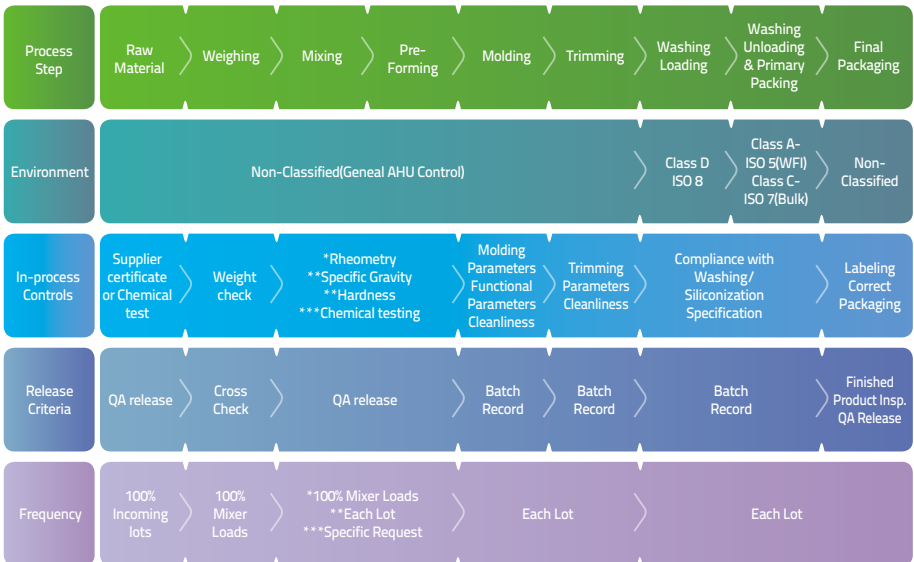 Process
Step
Raw
Material
Weighing
Mixing
Pre-
Forming
Molding
Trimming
Washing
Loading
Washing
Unloading
& Primary
Packing
Final
Packaging
Environment
Non-Classified(Geneal AHU Control)
Class D
ISO 8
Class A-
ISO 5(WFI)
Class C-
ISO 7(Bulk)
Non-
Classified
In-process
Controls
Supplier
certificate
or Chemical
test
Weight
check
*Rheometry
**Specific Gravity
**Hardness
***Chemical testing
Molding
Parameters
Functional
Parameters
Cleanliness
Trimming
Parameters
Cleanliness
Compliance with
Washing/
Siliconization
Specification
Labeling
Correct
Packaging
Release
Criteria
QA release
Cross
Check
QA release
Batch
Record
Batch
Record
Batch
Record
Finished
Product Insp.
QA Release
Frequency
100%
Incoming
lots
100%
Mixer
Loads
*100% Mixer Loads
**Each Lot
***Specific Request
Each Lot
Each Lot